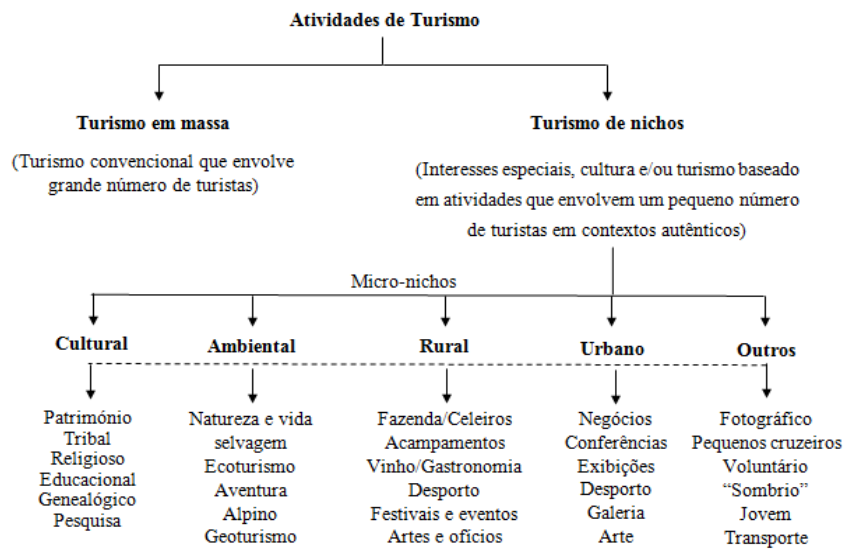 Atividades de Turismo
Turismo em massa
(Turismo convencional que envolve
grande número de turistas)
Turismo de nichos
(Interesses especiais, cultura e/ou turismo baseado
em atividades que envolvem um pequeno número
de turistas em contextos autênticos)
Micro-nichos
Cultural
Património
Tribal
Religioso
Educacional
Genealógico
Pesquisa
Ambiental
Natureza e vida
selvagem
Ecoturismo
Aventura
Alpino
Geoturismo
Rural
Fazenda/Celeiros
Acampamentos
Vinho/Gastronomia
Desporto
Festivais e eventos
Artes e ofícios
Urbano
Negócios
Conferências
Exibições
Desporto
Galeria
Arte
Outros
Fotográfico
Pequenos cruzeiros
Voluntário
“Sombrio”
Jovem
Transporte